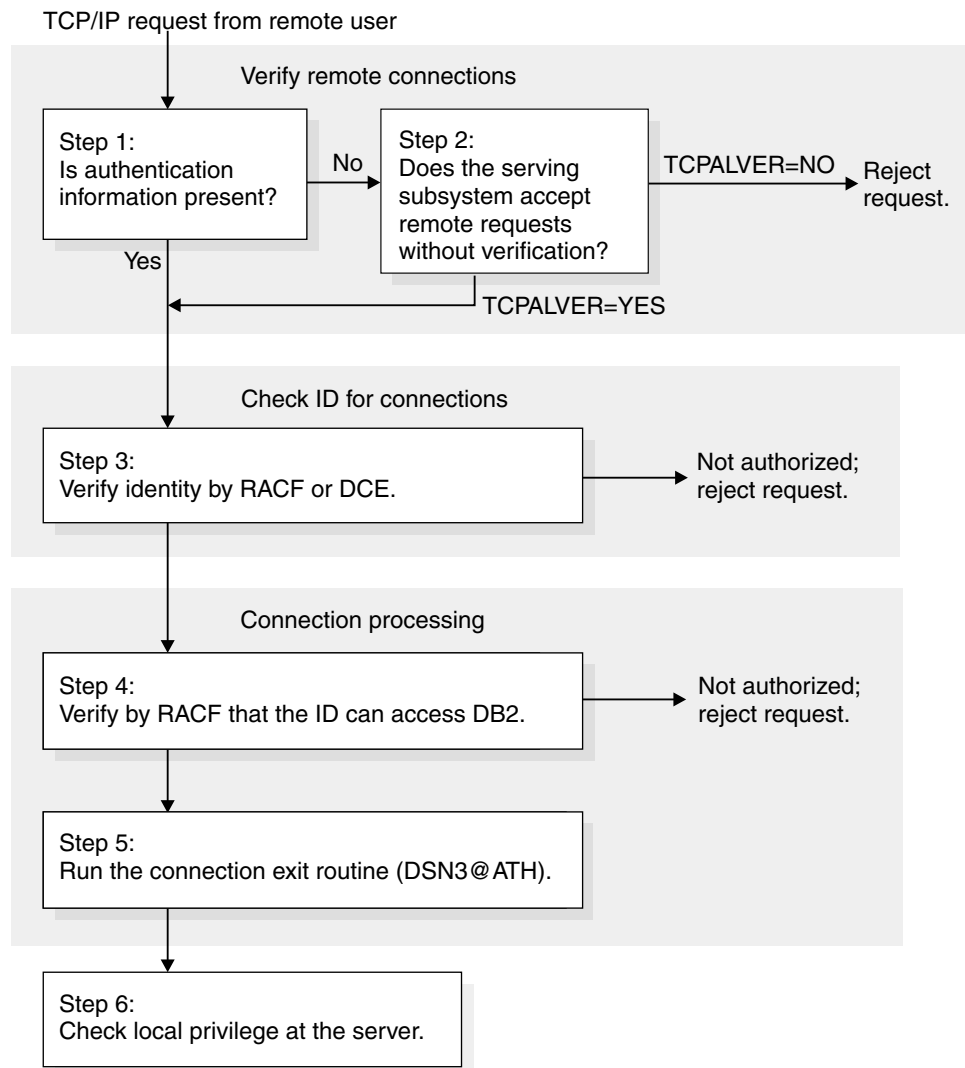 TCP/IP request from remote user
Verify remote connections
Step 1:
Is authentication
information present?
No
Step 2:
Does the serving
subsystem accept
remote requests
without verification?
TCPALVER=NO
Reject
request.
Yes
TCPALVER=YES
Check ID for connections
Step 3:
Verify identity by RACF or DCE.
Not authorized;
reject request.
Connection processing
Step 4:
Verify by RACF that the ID can access DB2.
Not authorized;
reject request.
Step 5:
Run the connection exit routine (DSN3@ATH).
Step 6:
Check local privilege at the server.